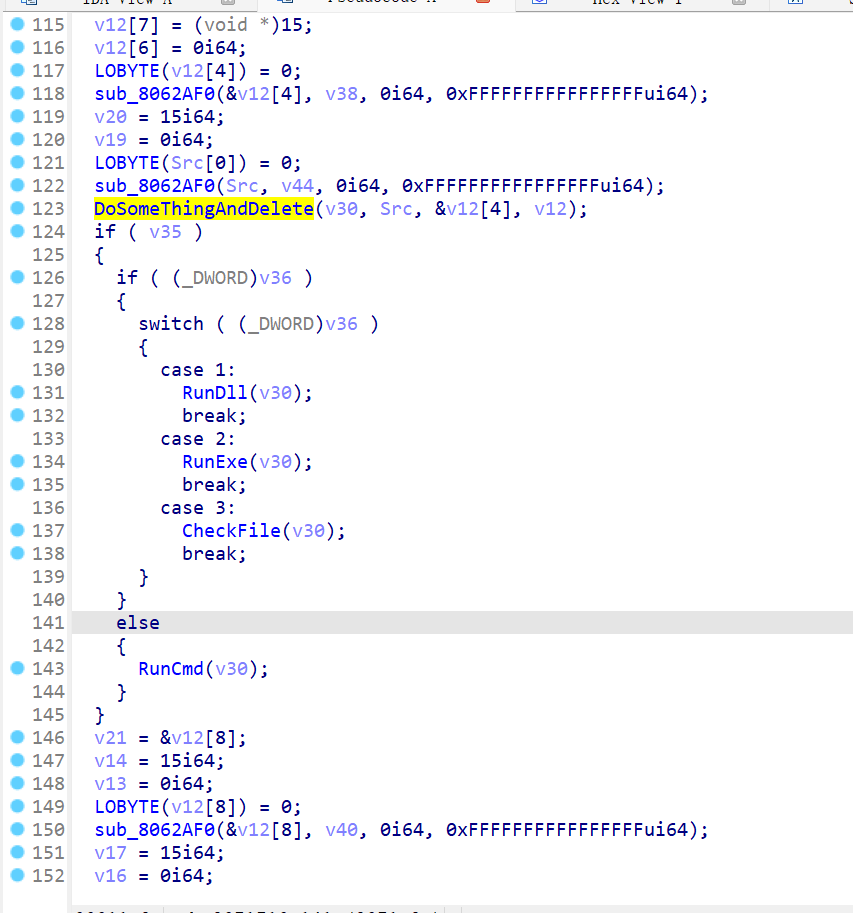 115 v12[7] = (void *)15;
116 v12[6] = 0i64;
117 LOBYTE(v12[4]) = 0;
118 sub_8062AF0(&v12[4], v38, 0i64, 0xFFFFFFFFFFFFFFFFui64);
119 v20 = 15i64;
120 v19 = 0i64;
121 LOBYTE(Src[0]) = 0;
122 sub_8062AF0(Src, v44, 0i64, 0xFFFFFFFFFFFFFFFFui64);
123 DoSomeThingAndDelete(v30, Src, &v12[4], v12);
124 if ( v35 )
125 {
126 if ( (_DWORD)v36 )
127 {
128 switch ( (_DWORD)v36 )
129 {
130 case 1:
131 RunDll(v30);
132 break;
133 case 2:
134 RunExe(v30);
135 break;
136 case 3:
137 CheckFile(v30);
138 break;
139 }
140 }
141 else
142 {
143 RunCmd(v30);
144 }
145 }
146 v21 = &v12[8];
147 v14 = 15i64;
148 v13 = 0i64;
149 LOBYTE(v12[8]) = 0;
150 sub_8062AF0(&v12[8], v40, 0i64, 0xFFFFFFFFFFFFFFFFui64);
151 v17 = 15i64;
152 v16 = 0i64;